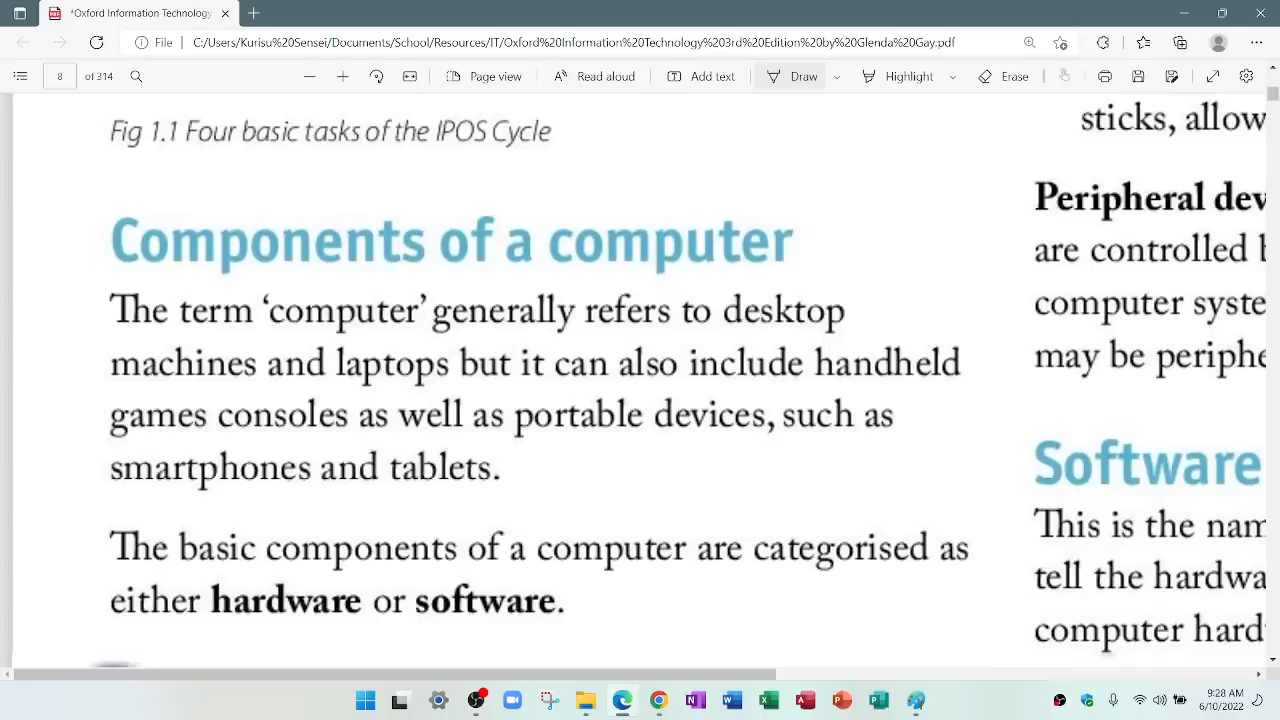 *Oxford Information Technology
File
C:/Users/Kurisu%20Sensei/Documents/School/Resources/IT/Oxford%20Information%20Technology%203rd%20Edition%20by%20Glenda%20Gay.pdf
8 of 314
Page view
Read aloud
Add text
Draw
Highlight
Erase
Fig 1.1 Four basic tasks of the IPOS Cycle
Components of a computer
The term ‘computer’ generally refers to desktop
machines and laptops but it can also include handheld
games consoles as well as portable devices, such as
smartphones and tablets.
The basic components of a computer are categorised as
either hardware or software.
sticks, allow
Peripheral dev
are controlled
computer syste
may be periphe
Software
This is the nam
tell the hardwa
computer hard
9:28 AM
6/10/2022